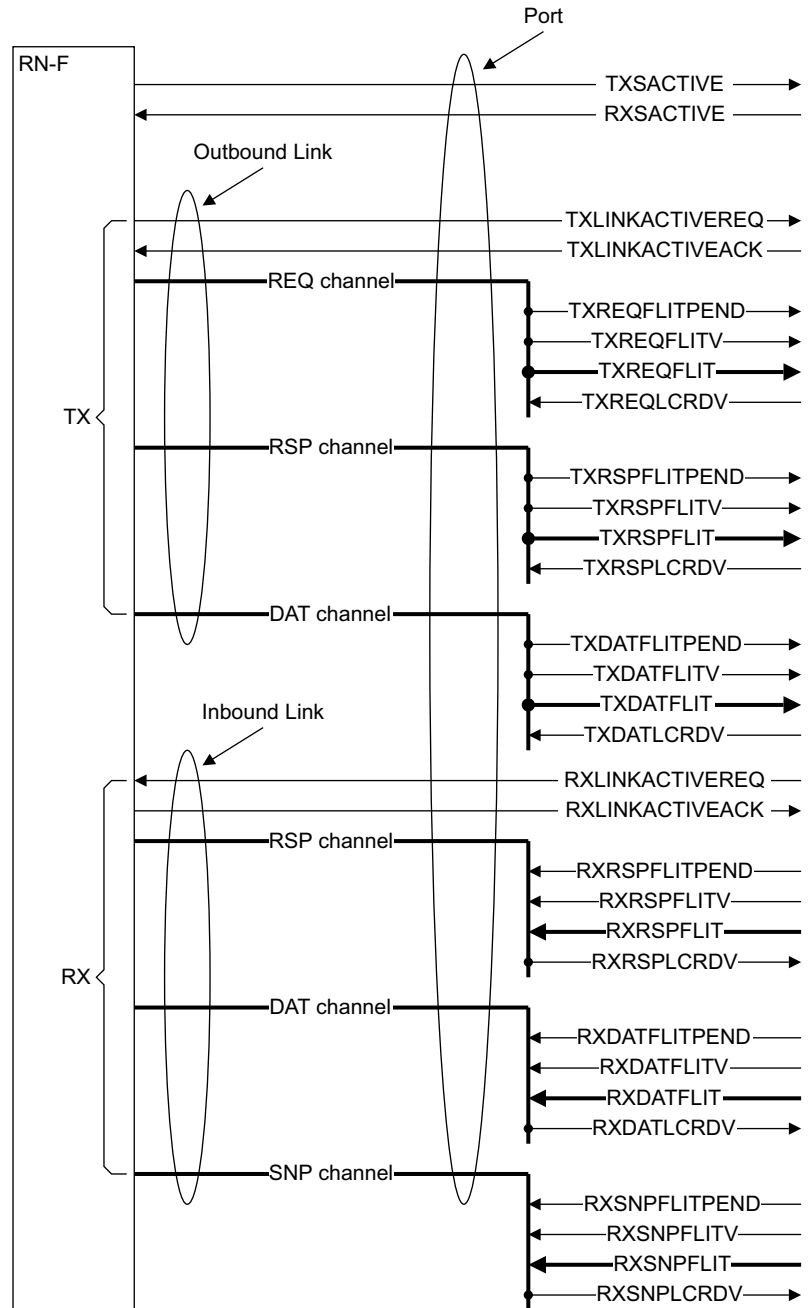 Port
RN-F
TXSACTIVE
RXSACTIVE
Outbound Link
TXLINKACTIVEREQ
TXLINKACTIVEACK
REQ channel
TXREQFLITPEND
TXREQFLITV
TXREQFLIT
TXREQLCRDV
TX
RSP channel
TXRSPFLITPEND
TXRSPFLITV
TXRSPFLIT
TXRSPLCRDV
DAT channel
TXDATFLITPEND
TXDATFLITV
TXDATFLIT
TXDATLCRDV
Inbound Link
RXLINKACTIVEREQ
RXLINKACTIVEACK
RSP channel
RXRSPFLITPEND
RXRSPFLITV
RXRSPFLIT
RXRSPLCRDV
RX
DAT channel
RXDATFLITPEND
RXDATFLITV
RXDATFLIT
RXDATLCRDV
SNP channel
RXSNPFLITPEND
RXSNPFLITV
RXSNPFLIT
RXSNPLCRDV